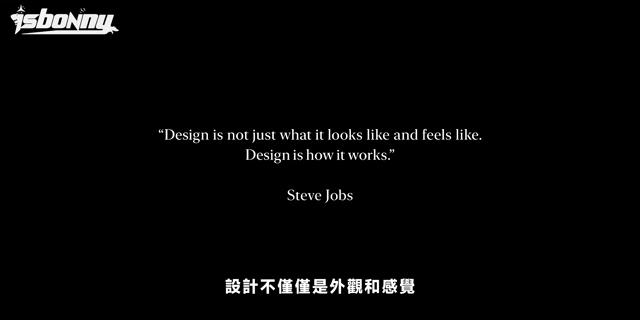 isbonny
“Design is not just what it looks like and feels like.
Design is how it works.”
Steve Jobs
設計不僅僅是外觀和感覺